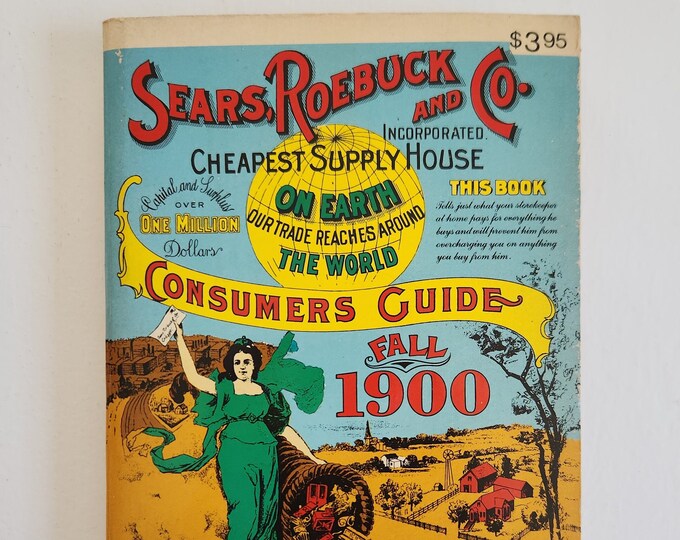 $3.95
SEARS, ROEBUCK AND CO.
INCORPORATED.
CHEAPEST SUPPLY HOUSE
ON EARTH
OUR TRADE REACHES AROUND
THE WORLD
Capital and Surplus
OVER
ONE MILLION
Dollars
THIS BOOK
Tells just what your storekeeper
at home pays for everything he
buys and will prevent him from
overcharging you on anything
you buy from him.
CONSUMERS GUIDE
FALL
1900